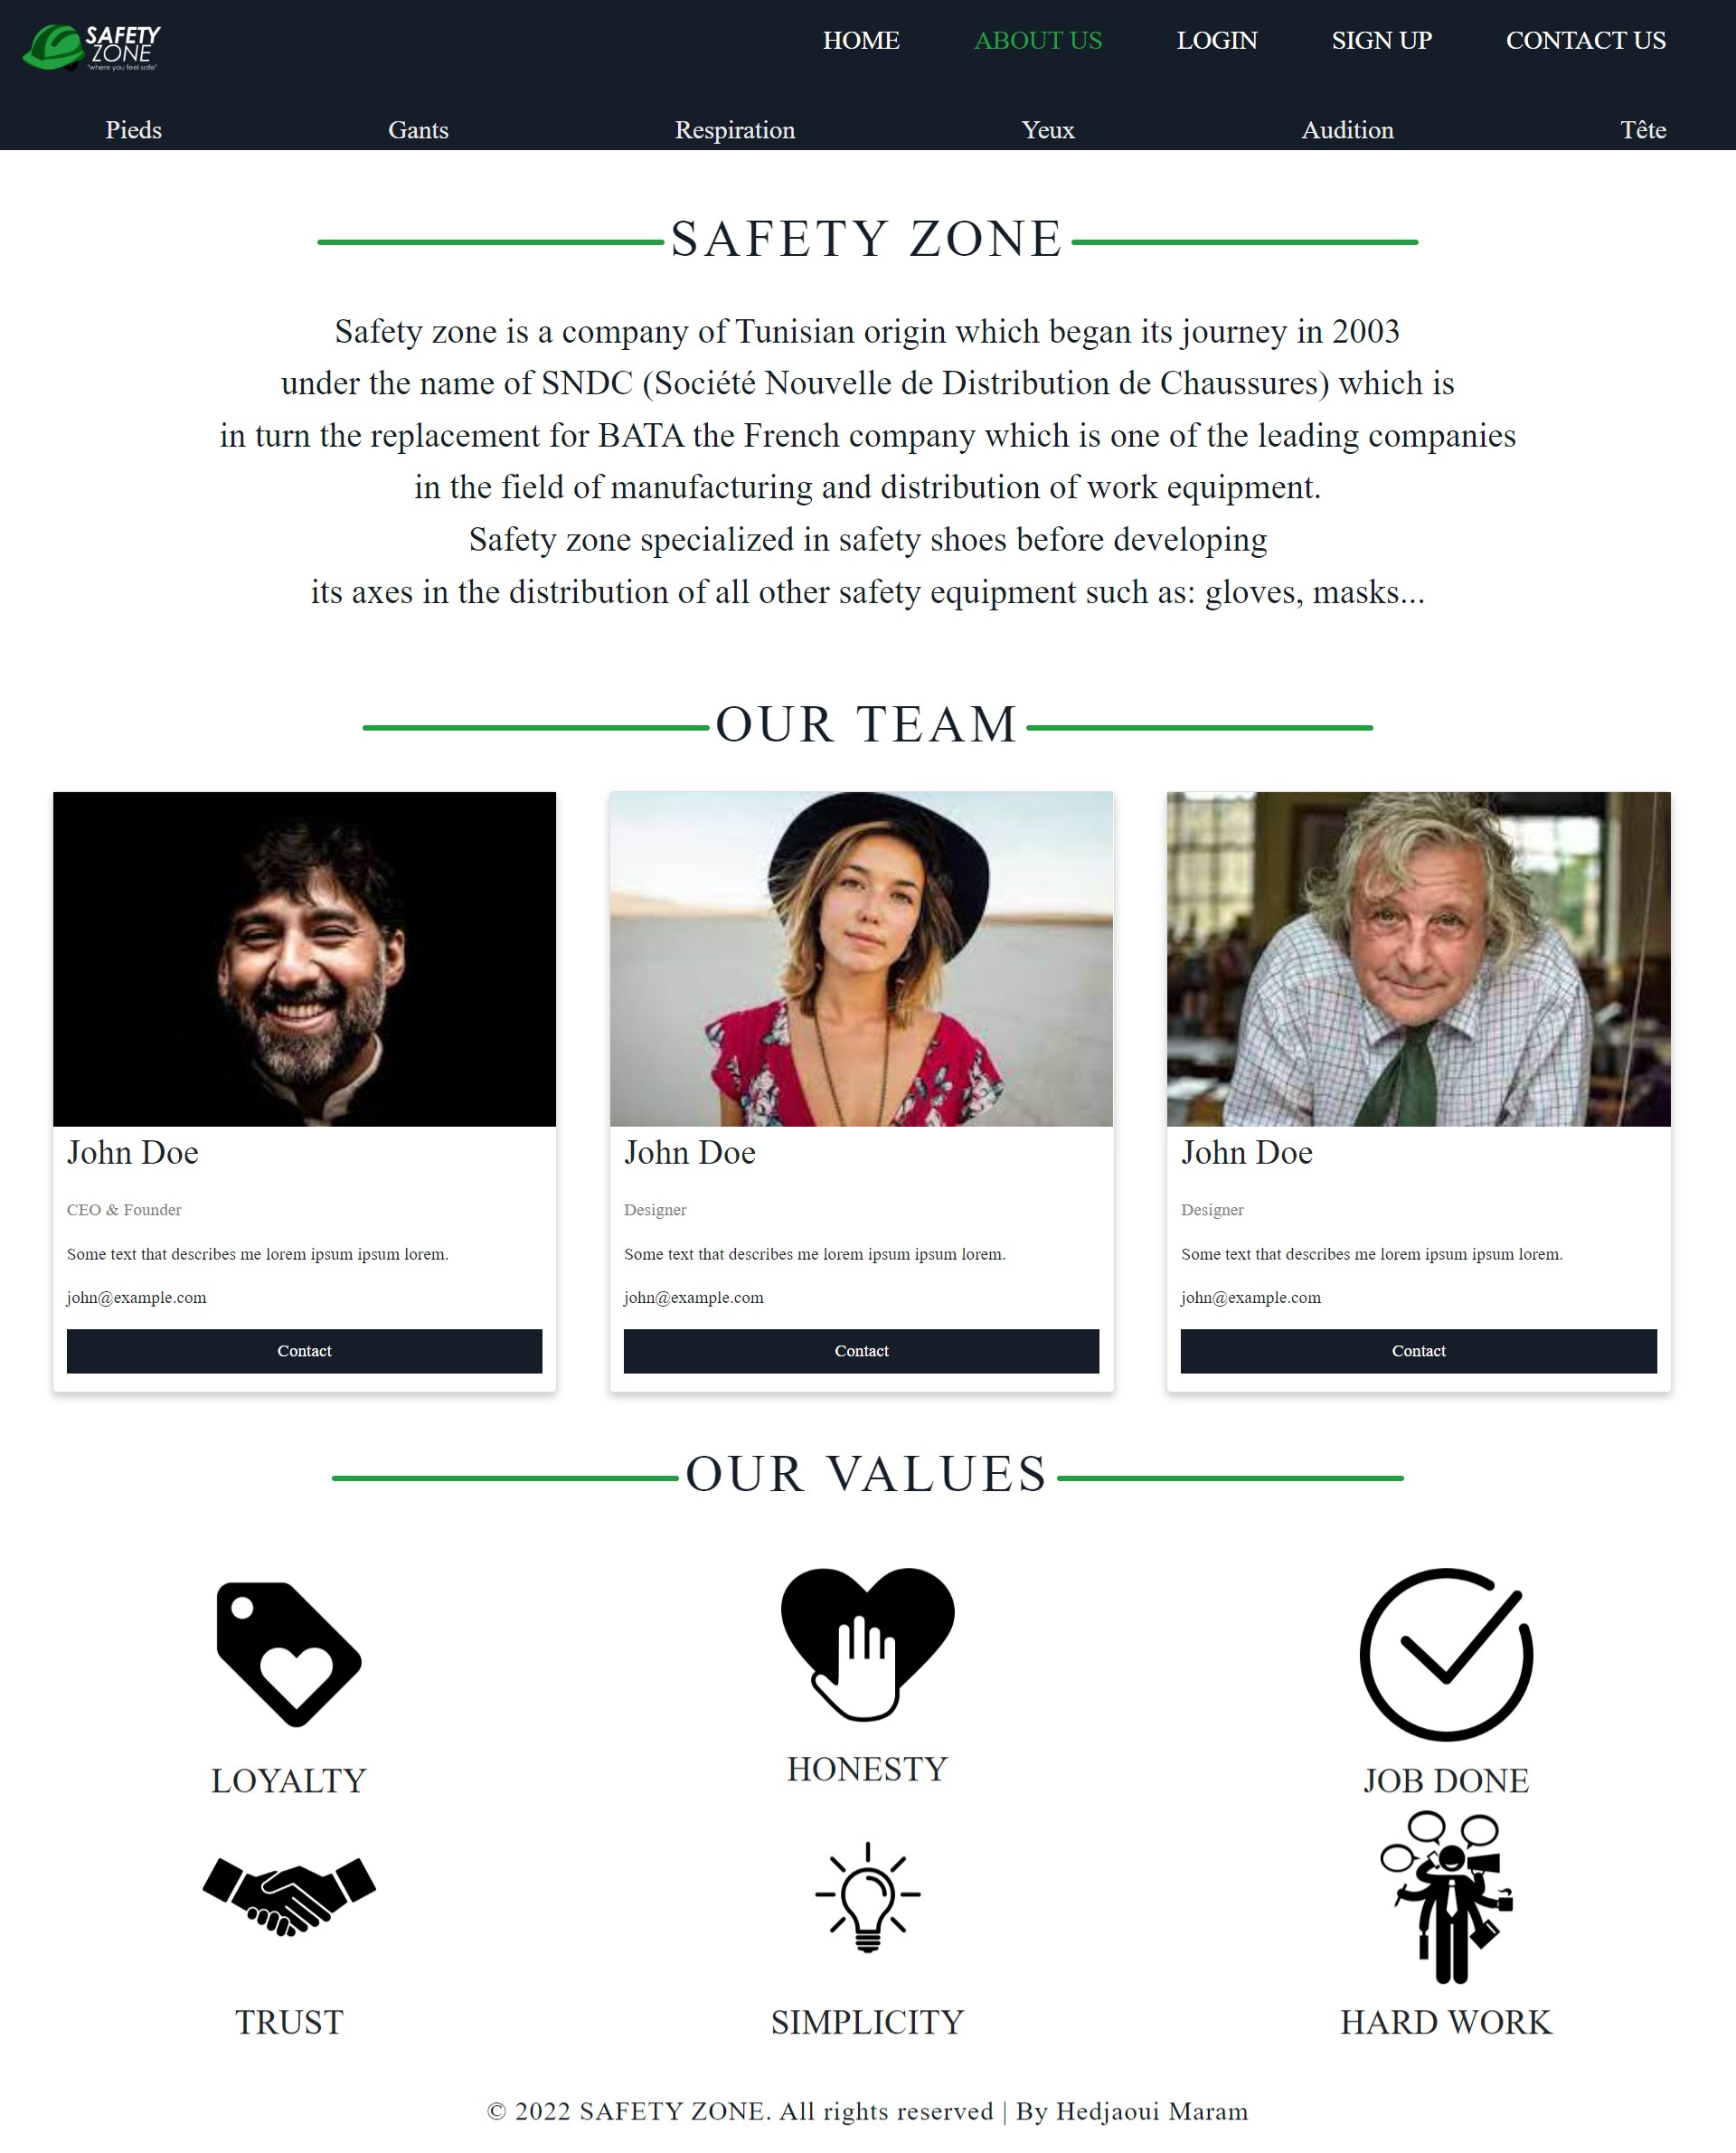 SAFETY
ZONE
"where you feel safe"
HOME ABOUT US LOGIN SIGN UP CONTACT US
Pieds Gants Respiration Yeux Audition Tête
SAFETY ZONE
Safety zone is a company of Tunisian origin which began its journey in 2003
under the name of SNDC (Société Nouvelle de Distribution de Chaussures) which is
in turn the replacement for BATA the French company which is one of the leading companies
in the field of manufacturing and distribution of work equipment.
Safety zone specialized in safety shoes before developing
its axes in the distribution of all other safety equipment such as: gloves, masks...
OUR TEAM
John Doe
CEO & Founder
Some text that describes me lorem ipsum ipsum lorem.
john@example.com
Contact
John Doe
Designer
Some text that describes me lorem ipsum ipsum lorem.
john@example.com
Contact
John Doe
Designer
Some text that describes me lorem ipsum ipsum lorem.
john@example.com
Contact
OUR VALUES
LOYALTY
HONESTY
JOB DONE
TRUST
SIMPLICITY
HARD WORK
© 2022 SAFETY ZONE. All rights reserved | By Hedjaoui Maram